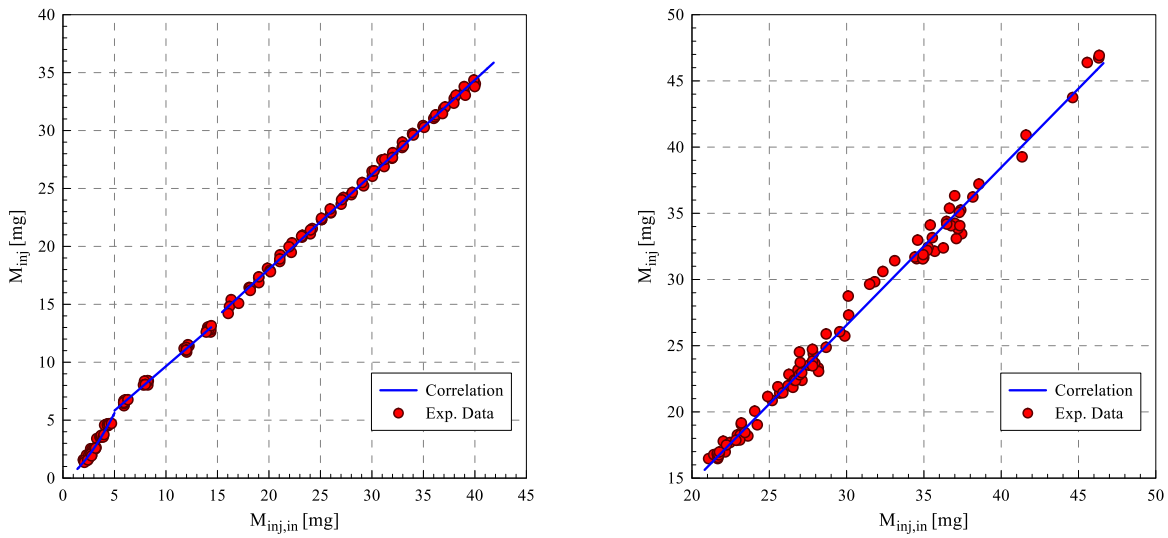 40
35
30
25
20
15
10
5
0
M_inj [mg]
0 5 10 15 20 25 30 35 40 45
M_inj,in [mg]
Correlation
Exp. Data
50
45
40
35
30
25
20
15
M_inj [mg]
20 25 30 35 40 45 50
M_inj,in [mg]
Correlation
Exp. Data